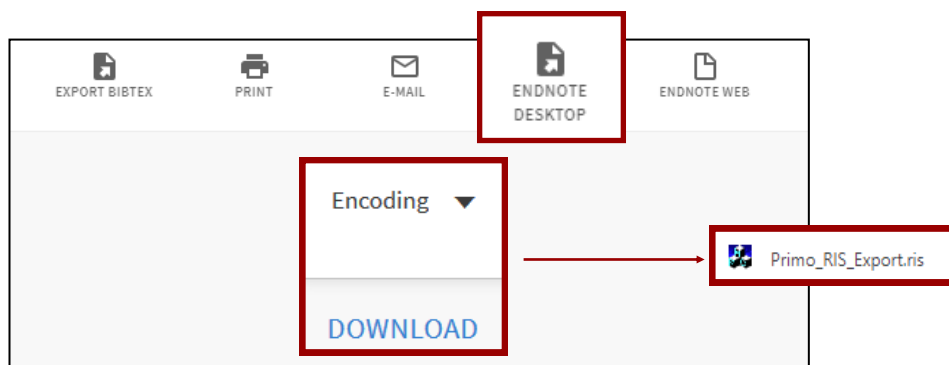 EXPORT BIBTEX
PRINT
E-MAIL
ENDNOTE
DESKTOP
ENDNOTE WEB
Encoding
Primo_RIS_Export.ris
DOWNLOAD